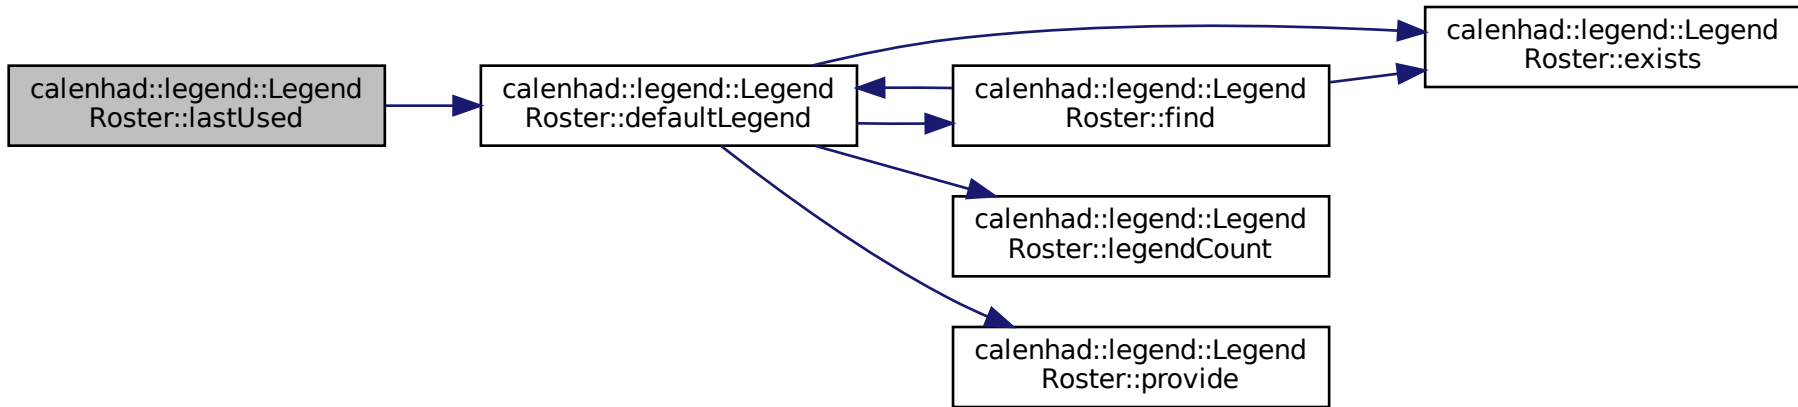 calenhad::legend::Legend
Roster::lastUsed
calenhad::legend::Legend
Roster::defaultLegend
calenhad::legend::Legend
Roster::find
calenhad::legend::Legend
Roster::exists
calenhad::legend::Legend
Roster::legendCount
calenhad::legend::Legend
Roster::provide